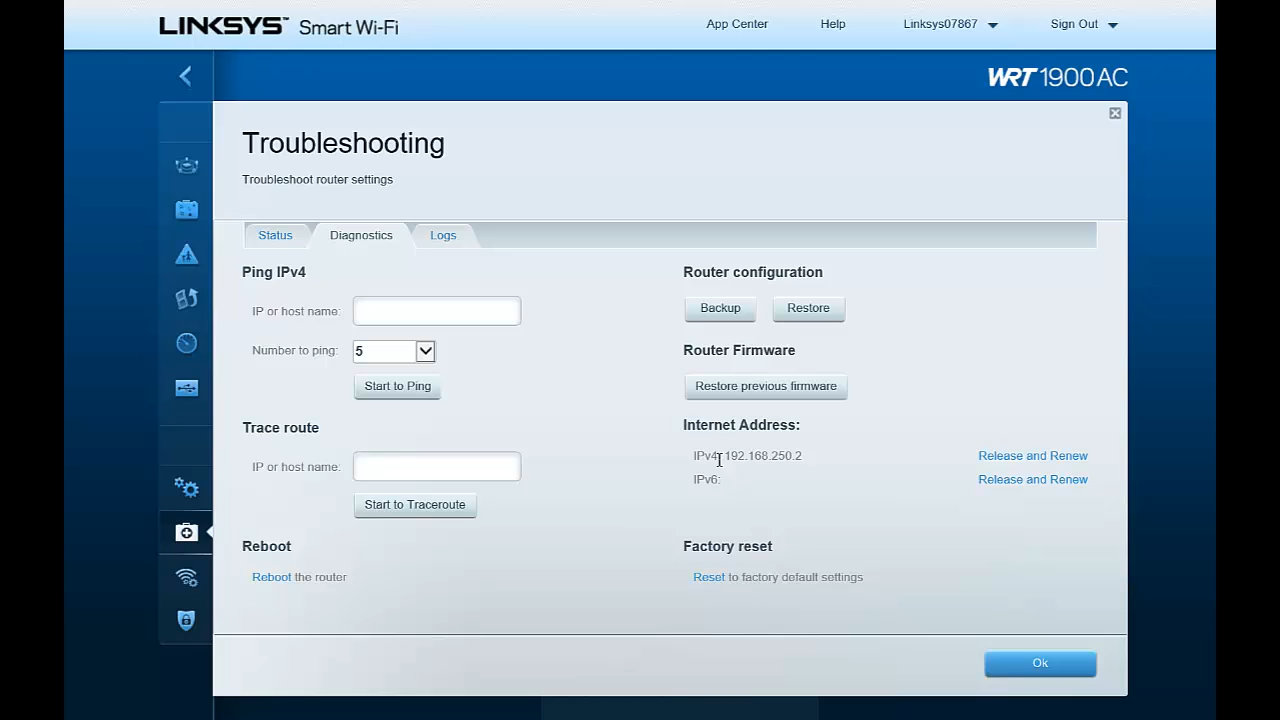 LINKSYS™ Smart Wi-Fi
App Center Help Linksys07867 Sign Out
WRT1900AC
Troubleshooting
Troubleshoot router settings
Status Diagnostics Logs
Ping IPv4
IP or host name:
Number to ping: 5
Start to Ping
Trace route
IP or host name:
Start to Traceroute
Reboot
Reboot the router
Router configuration
Backup Restore
Router Firmware
Restore previous firmware
Internet Address:
IPv4: 192.168.250.2 Release and Renew
IPv6: Release and Renew
Factory reset
Reset to factory default settings
Ok